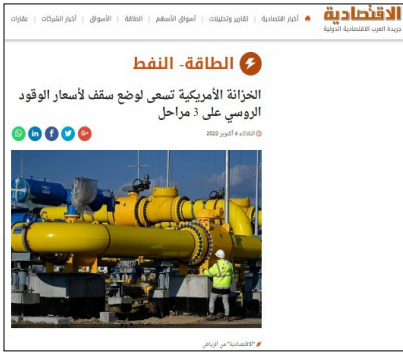 الاقتصادية
جريدة العرب الاقتصادية الدولية
أخبار اقتصادية | تقارير وتحليلات | أسواق الأسهم | الطاقة | الأسواق | أخبار الشركات | عقارات
الطاقة- النفط
الخزانة الأمريكية تسعى لوضع سقف لأسعار الوقود
الروسي على 3 مراحل
الثلاثاء 4 أكتوبر 2022
"الاقتصادية" من الرياض